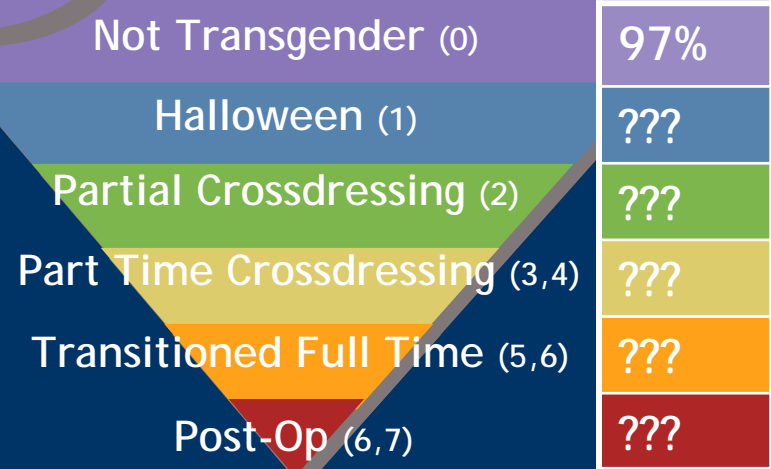 Not Transgender (0) 97%
Halloween (1) ???
Partial Crossdressing (2) ???
Part Time Crossdressing (3,4) ???
Transitioned Full Time (5,6) ???
Post-Op (6,7) ???